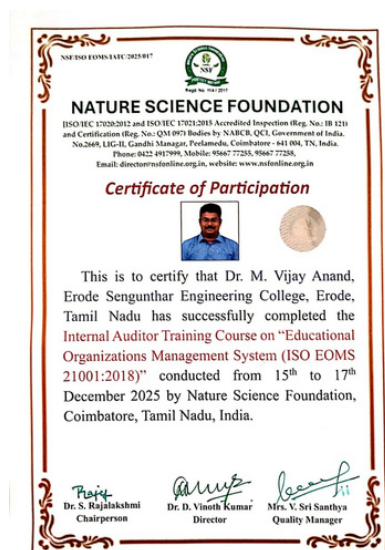 NSF/ISO EOMS/IATC/2025/017
NSF
Regd. No. 114 / 2017
NATURE SCIENCE FOUNDATION
[ISO/IEC 17020:2012 and ISO/IEC 17021:2015 Accredited Inspection (Reg. No.: IB 121)
and Certification (Reg. No.: QM 097) Bodies by NABCB, QCI, Government of India.
No.2669, LIG-II, Gandhi Managar, Peelamedu, Coimbatore - 641 004, TN, India.
Phone: 0422 4917999, Mobile: 95667 77255, 95667 77258,
Email: director@nsfonline.org.in, website: www.nsfonline.org.in
Certificate of Participation
This is to certify that Dr. M. Vijay Anand,
Erode Sengunthar Engineering College, Erode,
Tamil Nadu has successfully completed the
Internal Auditor Training Course on “Educational
Organizations Management System (ISO EOMS
21001:2018)” conducted from 15th to 17th
December 2025 by Nature Science Foundation,
Coimbatore, Tamil Nadu, India.
Dr. S. Rajalakshmi
Chairperson
Dr. D. Vinoth Kumar
Director
Mrs. V. Sri Santhya
Quality Manager